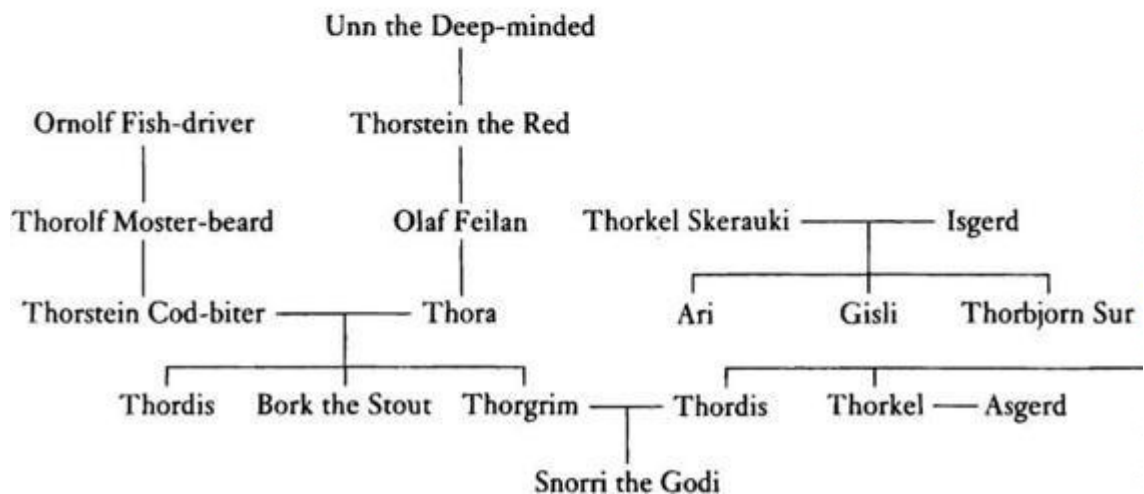 Unn the Deep-minded
Ornolf Fish-driver Thorstein the Red
Thorolf Moster-beard Olaf Feilan Thorkel Skerauki Isgerd
Thorstein Cod-biter Thora Ari Gisli Thorbjorn Sur
Thordis Bork the Stout Thorgrim Thordis Thorkel Asgerd
Snorri the Godi